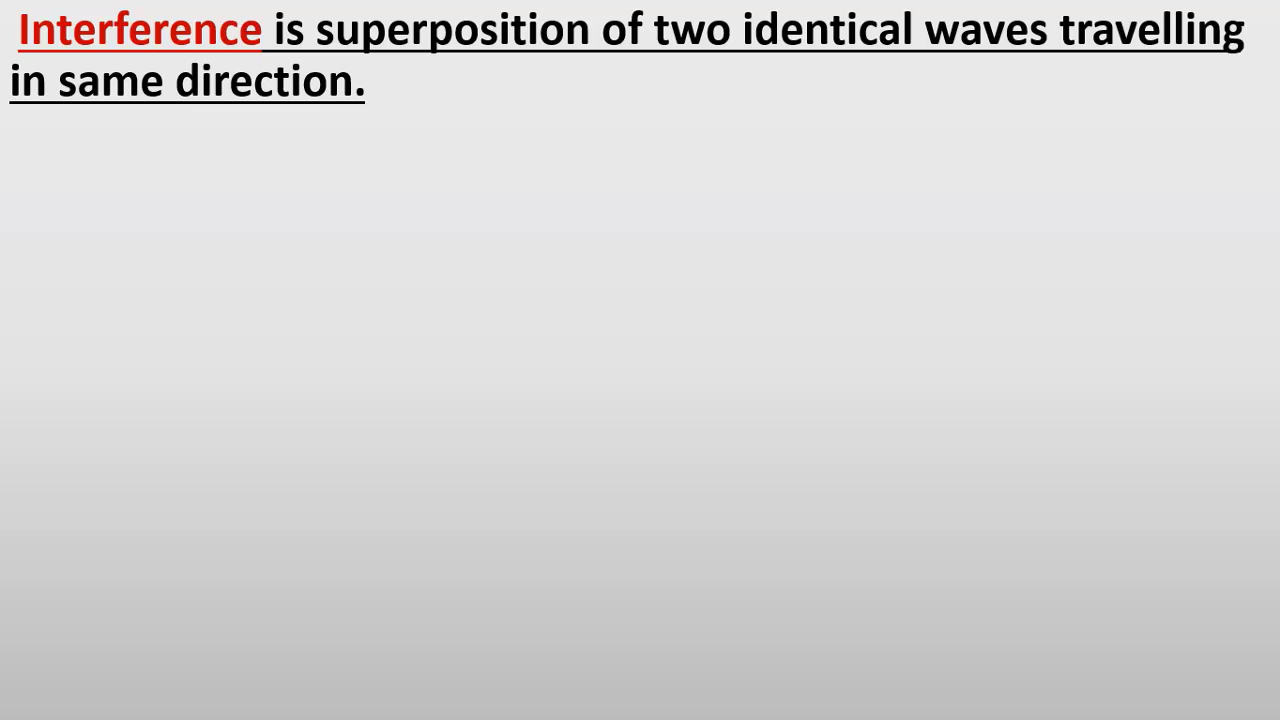 Interference is superposition of two identical waves travelling
in same direction.